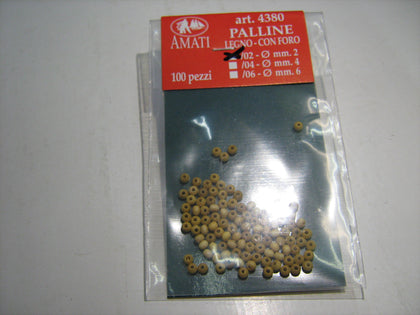 art. 4380
AMATI
PALLINE
LEGNO - CON FORO
/02 - Ø mm. 2
/04 - Ø mm. 4
/06 - Ø mm. 6
100 pezzi